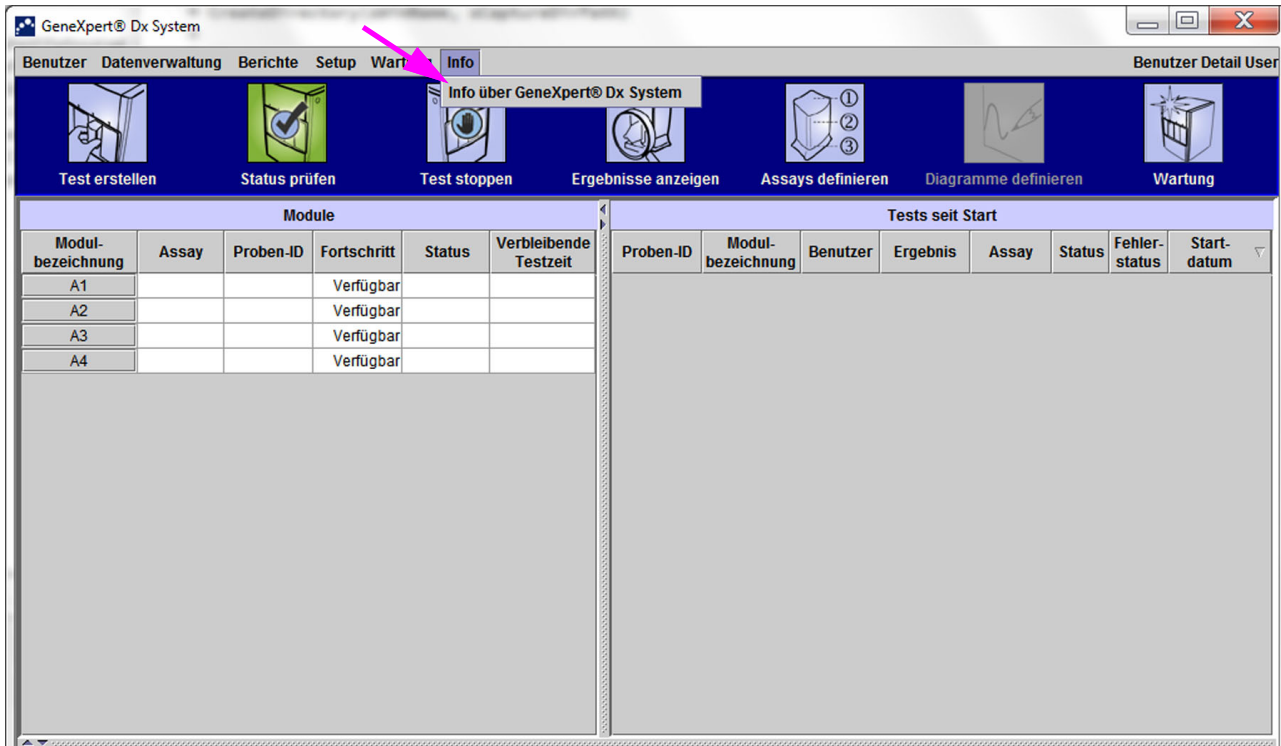 GeneXpert® Dx System
Benutzer Datenverwaltung Berichte Setup Info Benutzer Detail User
Info über GeneXpert® Dx System
Test erstellen Status prüfen Test stoppen Ergebnisse anzeigen Assays definieren Diagramme definieren Wartung
① ② ③
Module Tests seit Start
Modul-bezeichnung Assay Proben-ID Fortschritt Status Verbleibende Testzeit Proben-ID Modul-bezeichnung Benutzer Ergebnis Assay Status Fehler-status Start-datum
A1 Verfügbar
A2 Verfügbar
A3 Verfügbar
A4 Verfügbar